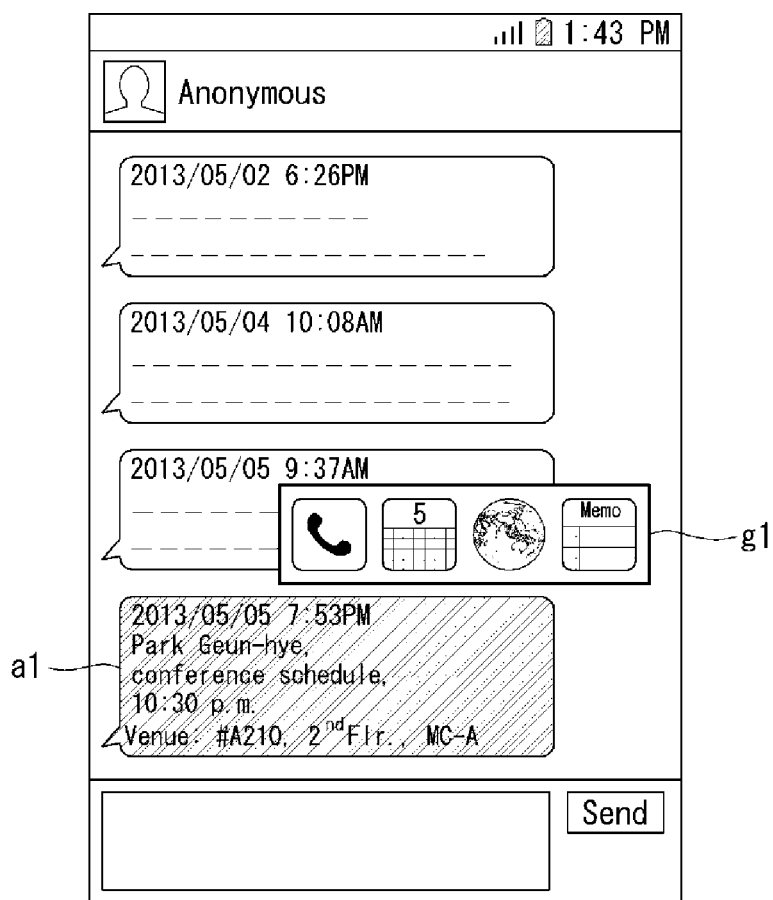 1:43 PM
Anonymous
2013/05/02 6:26PM
2013/05/04 10:08AM
2013/05/05 9:37AM
5
Memo
g1
2013/05/05 7:53PM
Park Geun-hye,
conference schedule,
10:30 p.m.
Venue: #A210, 2nd Flr., MC-A
a1
Send